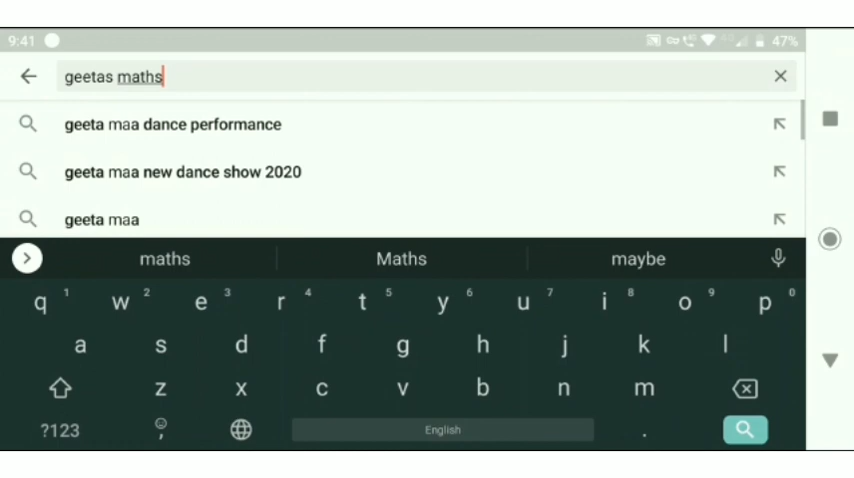 9:41 4G 47%
geetas maths
geeta maa dance performance
geeta maa new dance show 2020
geeta maa
maths Maths maybe
q 1 w 2 e 3 r 4 t 5 y 6 u 7 i 8 o 9 p 0
a s d f g h j k l
z x c v b n m
?123 , English .